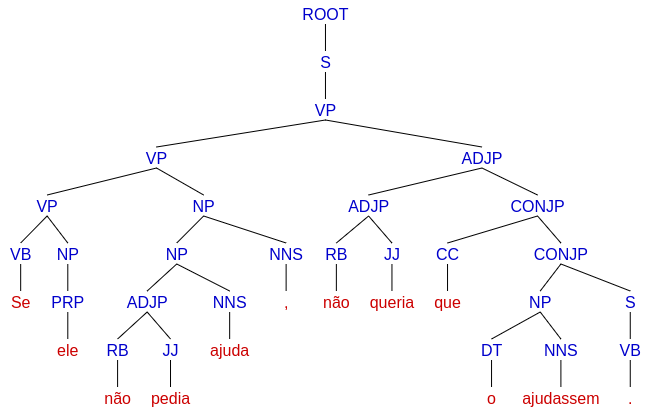 ROOT
S
VP
VP ADJP
VP NP ADJP CONJP
VB NP NP NNS RB JJ CC CONJP
Se PRP ADJP NNS , não queria que NP S
ele RB JJ ajuda DT NNS VB
não pedia o ajudassem .